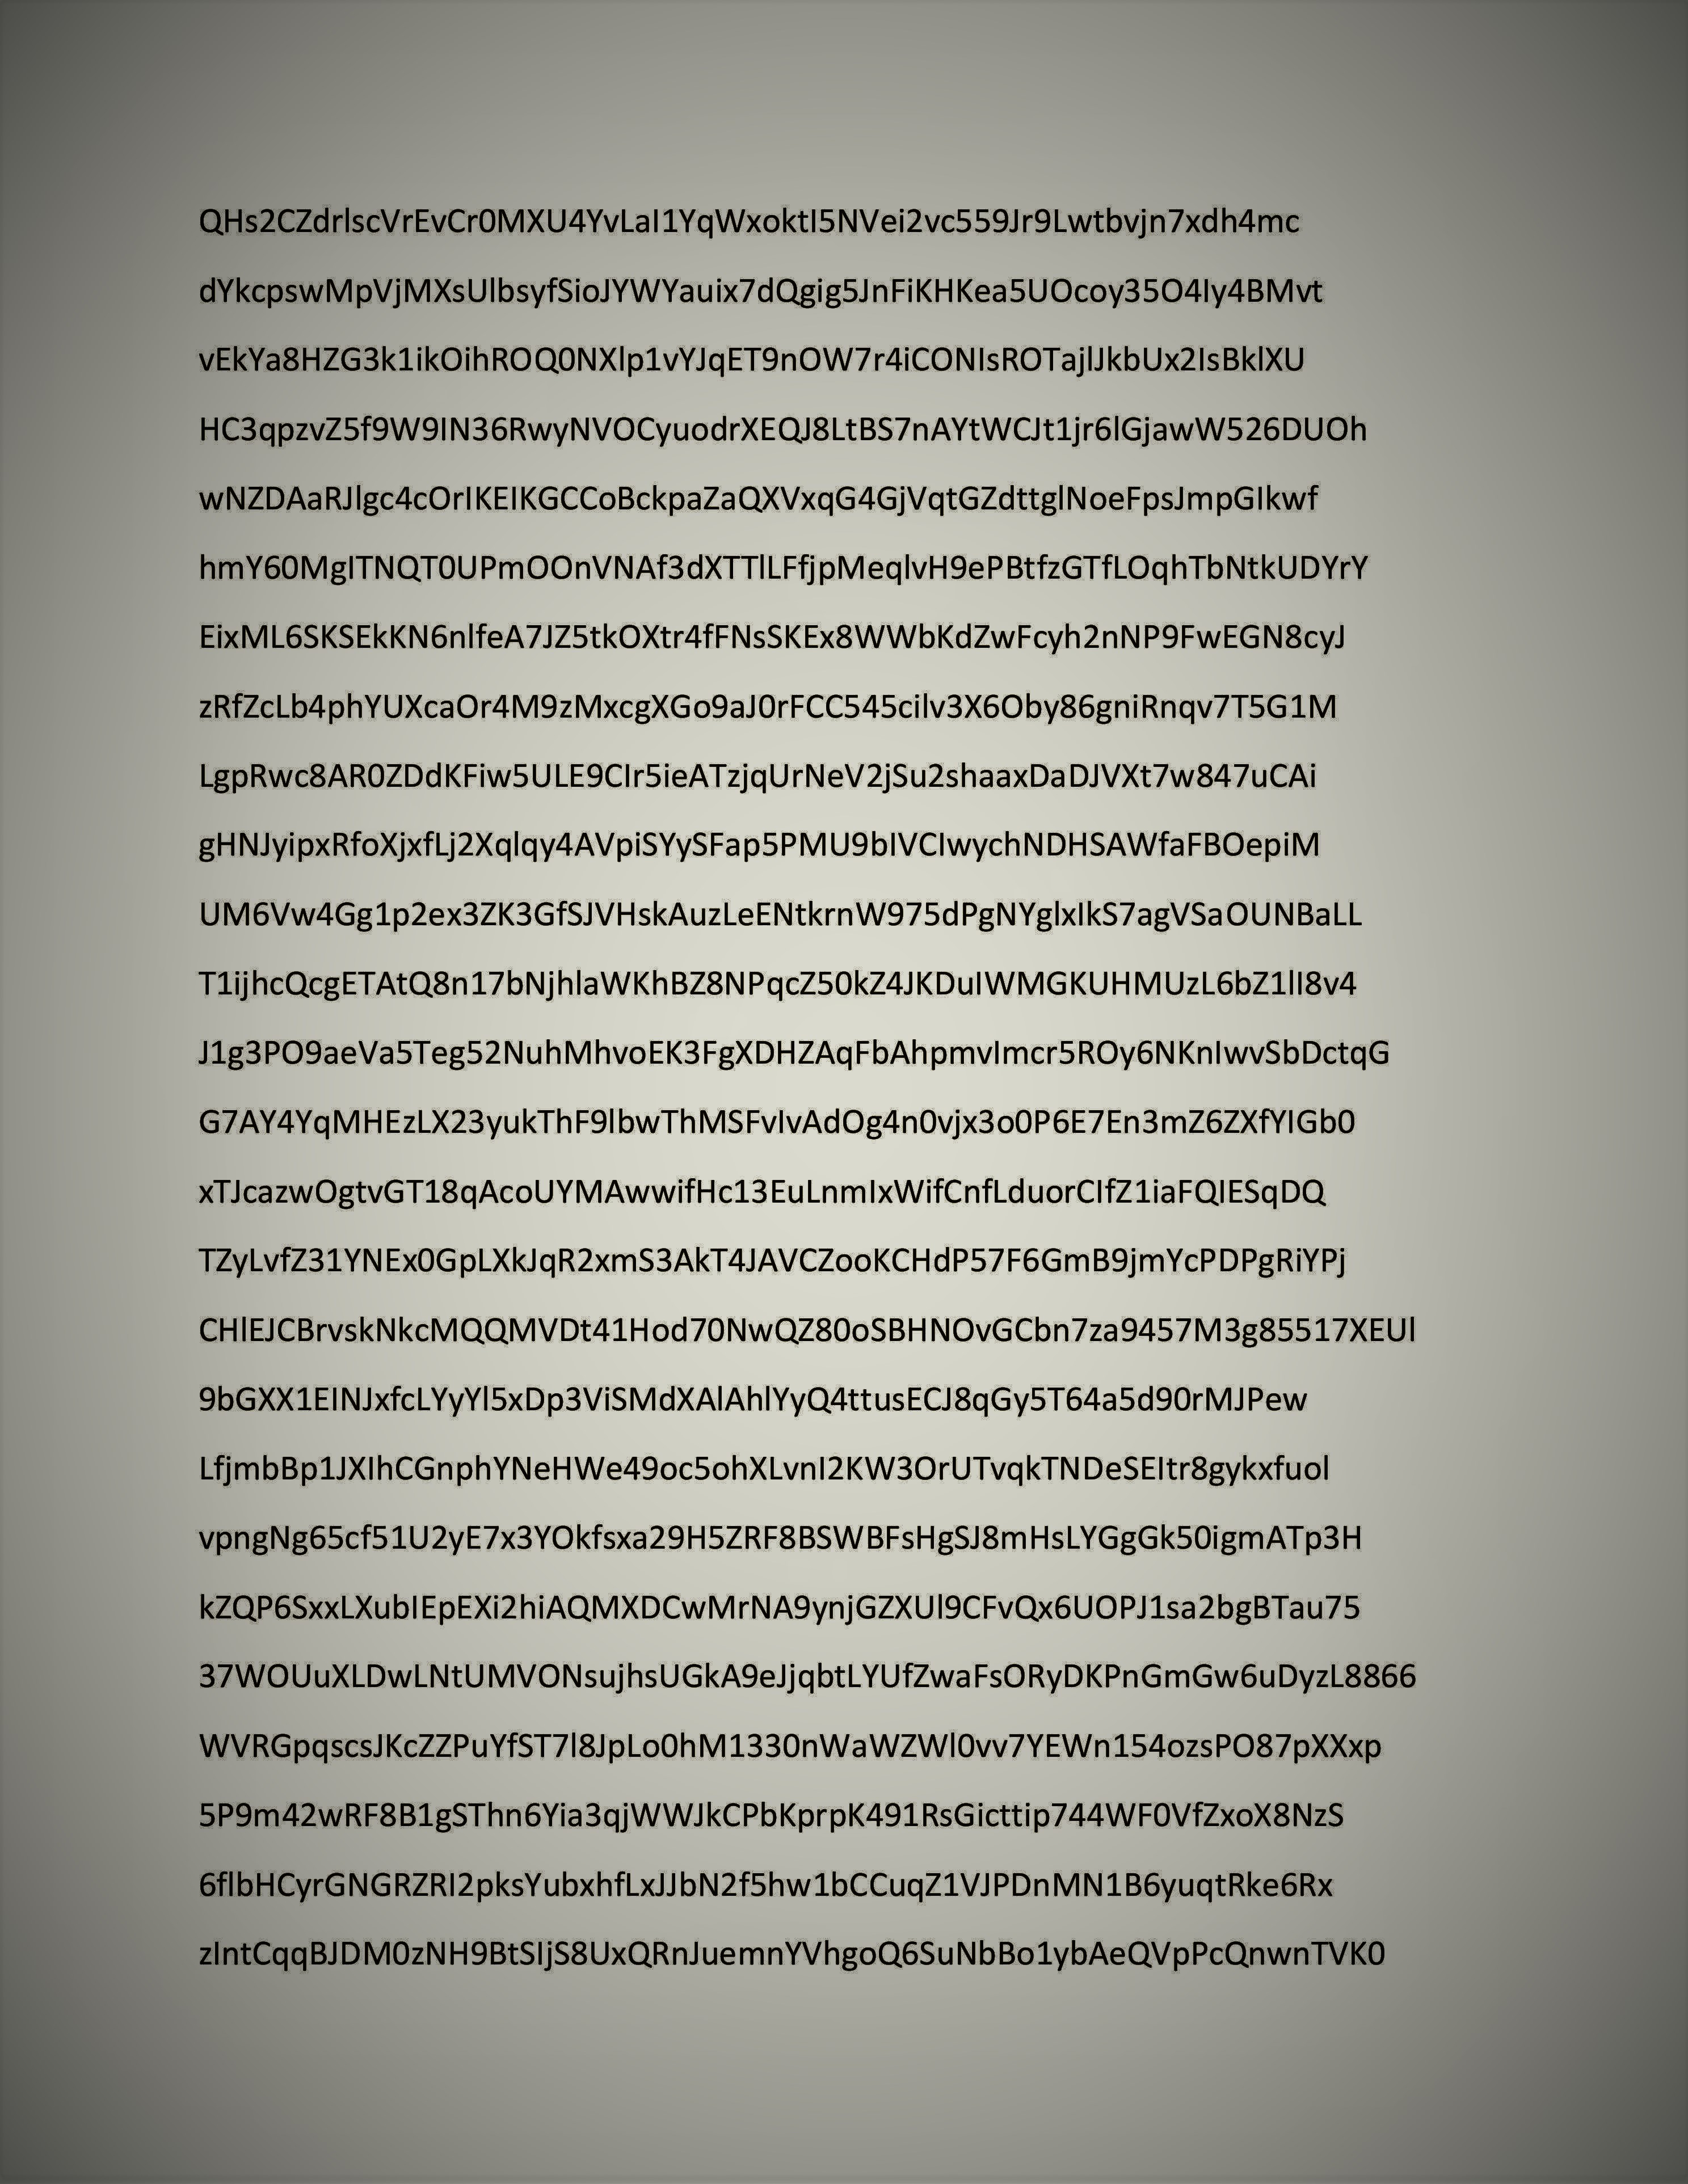 QHs2CZdrlscVrEvCr0MXU4YvLaI1YqWxoktI5NVei2vc559Jr9Lwtbvjn7xdh4mc
dYkcpswMpVjMXsUlbsyfSioJYWYauix7dQgig5JnFiKHKea5UOcoy35O4Iy4BMvt
vEkYa8HZG3k1ikOihROQ0NXlp1vYJqET9nOW7r4iCONIsROTajlJkbUx2IsBklXU
HC3qpzvZ5f9W9IN36RwyNVOCyuodrXEQJ8LtBS7nAYtWCJt1jr6lGjawW526DUOh
wNZDAaRJlgc4cOrIKEIKGCCoBckpaZaQXVxqG4GjVqtGZdttglNoeFpsJmpGIkwf
hmY60MgITNQT0UPmOOnVNAf3dXTTlLFfjpMeqlvH9ePBtfzGTfLOqhTbNtkUDYrY
EixML6SKSEkKN6nlfeA7JZ5tkOXtr4fFNsSKEx8WWbKdZwFcyh2nNP9FwEGN8cyJ
zRfZcLb4phYUXcaOr4M9zMxcgXGo9aJ0rFCC545cilv3X6Oby86gniRnqv7T5G1M
LgpRwc8AR0ZDdKFiw5ULE9CIr5ieATzjqUrNeV2jSu2shaaxDaDJVXt7w847uCAi
gHNJyipxRfoXjxfLj2Xqlqy4AVpiSYySFap5PMU9bIVCIwychNDHSAWfaFBOepiM
UM6Vw4Gg1p2ex3ZK3GfSJVHskAuzLeENtkrnW975dPgNYglxIkS7agVSaOUNBaLL
T1ijhcQcgETAtQ8n17bNjhlaWKhBZ8NPqcZ50kZ4JKDuIWMGKUHMUzL6bZ1lI8v4
J1g3PO9aeVa5Teg52NuhMhvoEK3FgXDHZAqFbAhpmvImcr5ROy6NKnIwvSbDctqG
G7AY4YqMHEzLX23yukThF9lbwThMSFvIvAdOg4n0vjx3o0P6E7En3mZ6ZXfYIGb0
xTJcazwOgtvGT18qAcoUYMAwwifHc13EuLnmIxWifCnfLduorCIfZ1iaFQIESqDQ
TZyLvfZ31YNEx0GpLXkJqR2xmS3AkT4JAVCZooKCHdP57F6GmB9jmYcPDPgRiYPj
CHlEJCBrvskNkcMQQMVDt41Hod70NwQZ80oSBHNOvGCbn7za9457M3g85517XEUl
9bGXX1EINJxfcLYyYl5xDp3ViSMdXAlAhlYyQ4ttusECJ8qGy5T64a5d90rMJPew
LfjmbBp1JXIhCGnphYNeHWe49oc5ohXLvnI2KW3OrUTvqkTNDeSEItr8gykxfuol
vpngNg65cf51U2yE7x3YOkfsxa29H5ZRF8BSWBFsHgSJ8mHsLYGgGk50igmATp3H
kZQP6SxxLXubIEpEXi2hiAQMXDCwMrNA9ynjGZXUl9CFvQx6UOPJ1sa2bgBTau75
37WOUuXLDwLNtUMVONsujhsUGkA9eJjqbtLYUfZwaFsORyDKPnGmGw6uDyzL8866
WVRGpqscsJKcZZPuYfST7l8JpLo0hM1330nWaWZWl0vv7YEWn154ozsPO87pXXxp
5P9m42wRF8B1gSThn6Yia3qjWWJkCPbKprpK491RsGicttip744WF0VfZxoX8NzS
6flbHCyrGNGRZRI2pksYubxhfLxJJbN2f5hw1bCCuqZ1VJPDnMN1B6yuqtRke6Rx
zIntCqqBJDM0zNH9BtSIjS8UxQRnJuemnYVhgoQ6SuNbBo1ybAeQVpPcQnwnTVK0